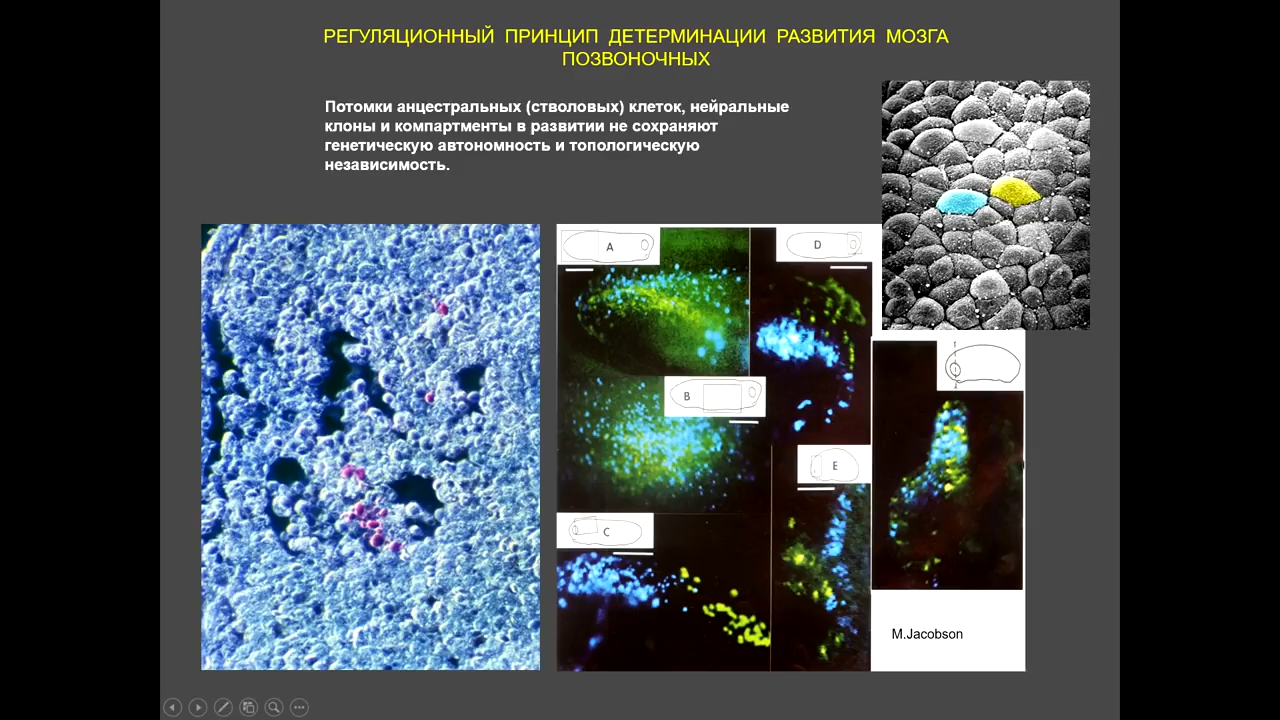 РЕГУЛЯЦИОННЫЙ ПРИНЦИП ДЕТЕРМИНАЦИИ РАЗВИТИЯ МОЗГА
ПОЗВОНОЧНЫХ
Потомки анцестральных (стволовых) клеток, нейральные
клоны и компартменты в развитии не сохраняют
генетическую автономность и топологическую
независимость.
A
D
B
E
C
M.Jacobson